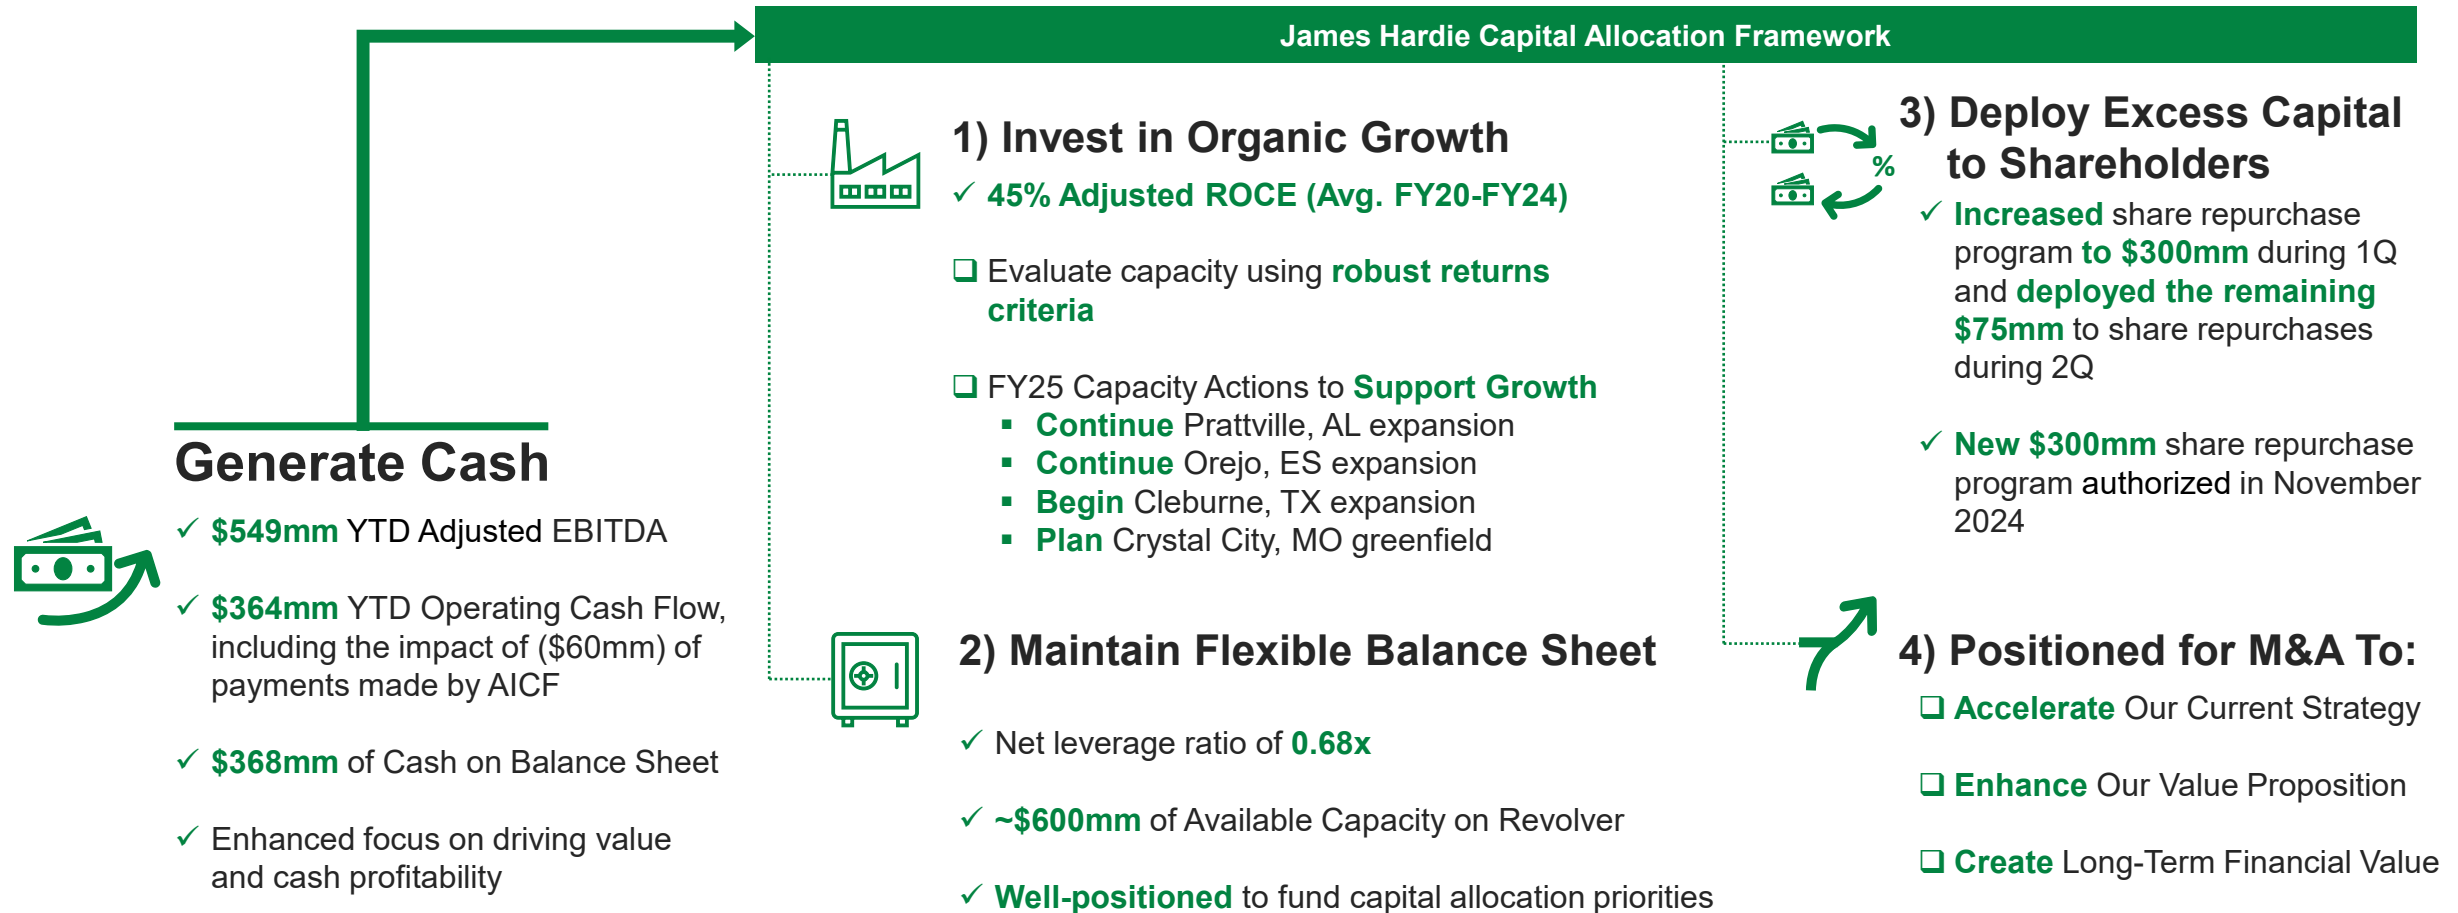 James Hardie Capital Allocation Framework
Generate Cash
✓ $549mm YTD Adjusted EBITDA
✓ $364mm YTD Operating Cash Flow,
including the impact of ($60mm) of
payments made by AICF
✓ $368mm of Cash on Balance Sheet
✓ Enhanced focus on driving value
and cash profitability
1) Invest in Organic Growth
✓ 45% Adjusted ROCE (Avg. FY20-FY24)
❑ Evaluate capacity using robust returns
criteria
❑ FY25 Capacity Actions to Support Growth
▪ Continue Prattville, AL expansion
▪ Continue Orejo, ES expansion
▪ Begin Cleburne, TX expansion
▪ Plan Crystal City, MO greenfield
2) Maintain Flexible Balance Sheet
✓ Net leverage ratio of 0.68x
✓ ~$600mm of Available Capacity on Revolver
✓ Well-positioned to fund capital allocation priorities
%
3) Deploy Excess Capital
to Shareholders
✓ Increased share repurchase
program to $300mm during 1Q
and deployed the remaining
$75mm to share repurchases
during 2Q
✓ New $300mm share repurchase
program authorized in November
2024
4) Positioned for M&A To:
❑ Accelerate Our Current Strategy
❑ Enhance Our Value Proposition
❑ Create Long-Term Financial Value